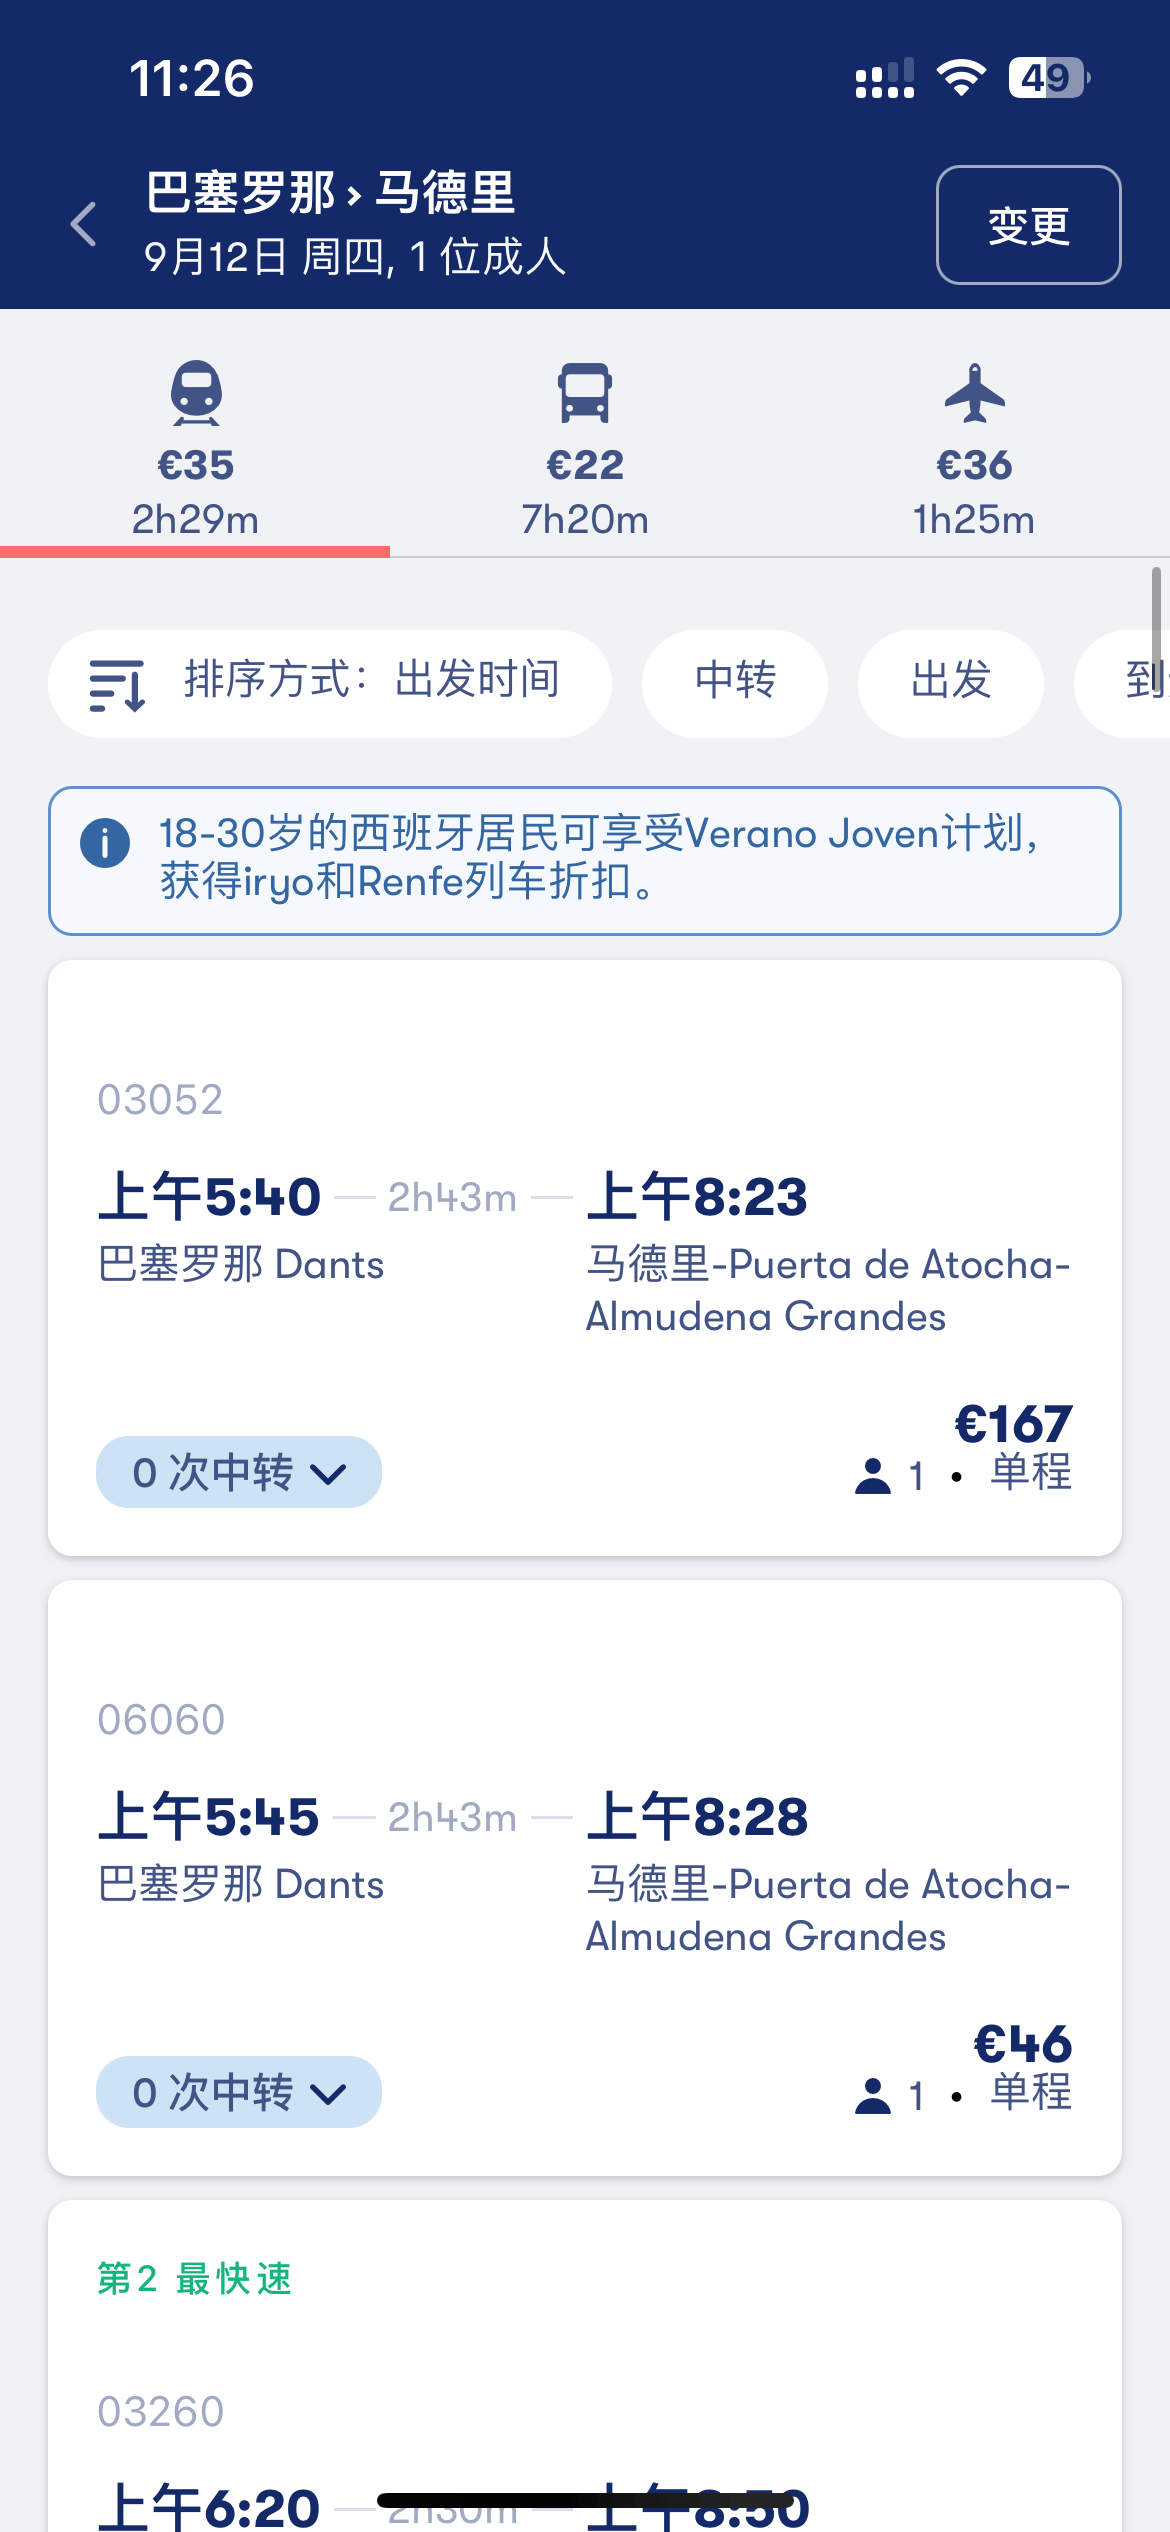 11:26
49
巴塞罗那 › 马德里
9月12日 周四, 1 位成人
变更
€35
€22
€36
2h29m
7h20m
1h25m
排序方式：出发时间
中转
出发
到
18-30岁的西班牙居民可享受Verano Joven计划，
获得iryo和Renfe列车折扣。
03052
上午5:40 — 2h43m — 上午8:23
巴塞罗那 Dants
马德里-Puerta de Atocha-
Almudena Grandes
€167
0 次中转
1 • 单程
06060
上午5:45 — 2h43m — 上午8:28
巴塞罗那 Dants
马德里-Puerta de Atocha-
Almudena Grandes
€46
0 次中转
1 • 单程
第2 最快速
03260
上午6:20 — 2h30m — 上午8:50